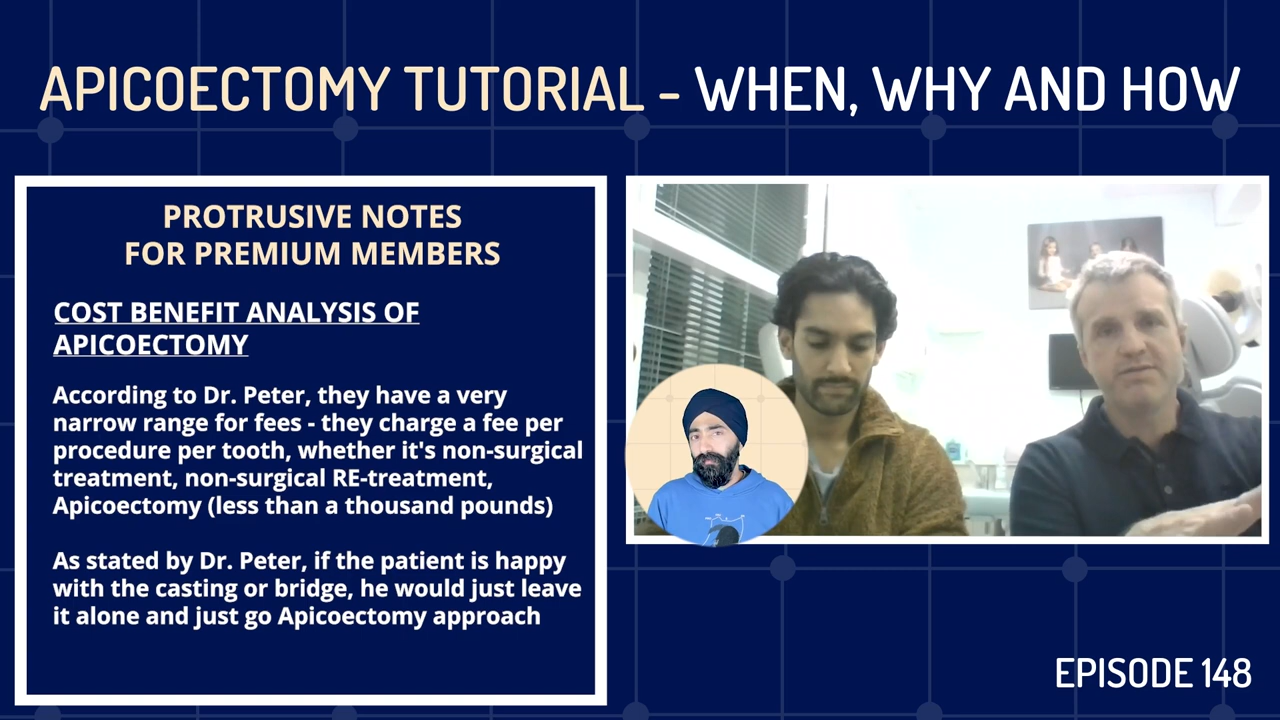 APICOECTOMY TUTORIAL - WHEN, WHY AND HOW
PROTRUSIVE NOTES
FOR PREMIUM MEMBERS
COST BENEFIT ANALYSIS OF
APICOECTOMY
According to Dr. Peter, they have a very
narrow range for fees - they charge a fee per
procedure per tooth, whether it's non-surgical
treatment, non-surgical RE-treatment,
Apicoectomy (less than a thousand pounds)
As stated by Dr. Peter, if the patient is happy
with the casting or bridge, he would just leave
it alone and just go Apicoectomy approach
EPISODE 148